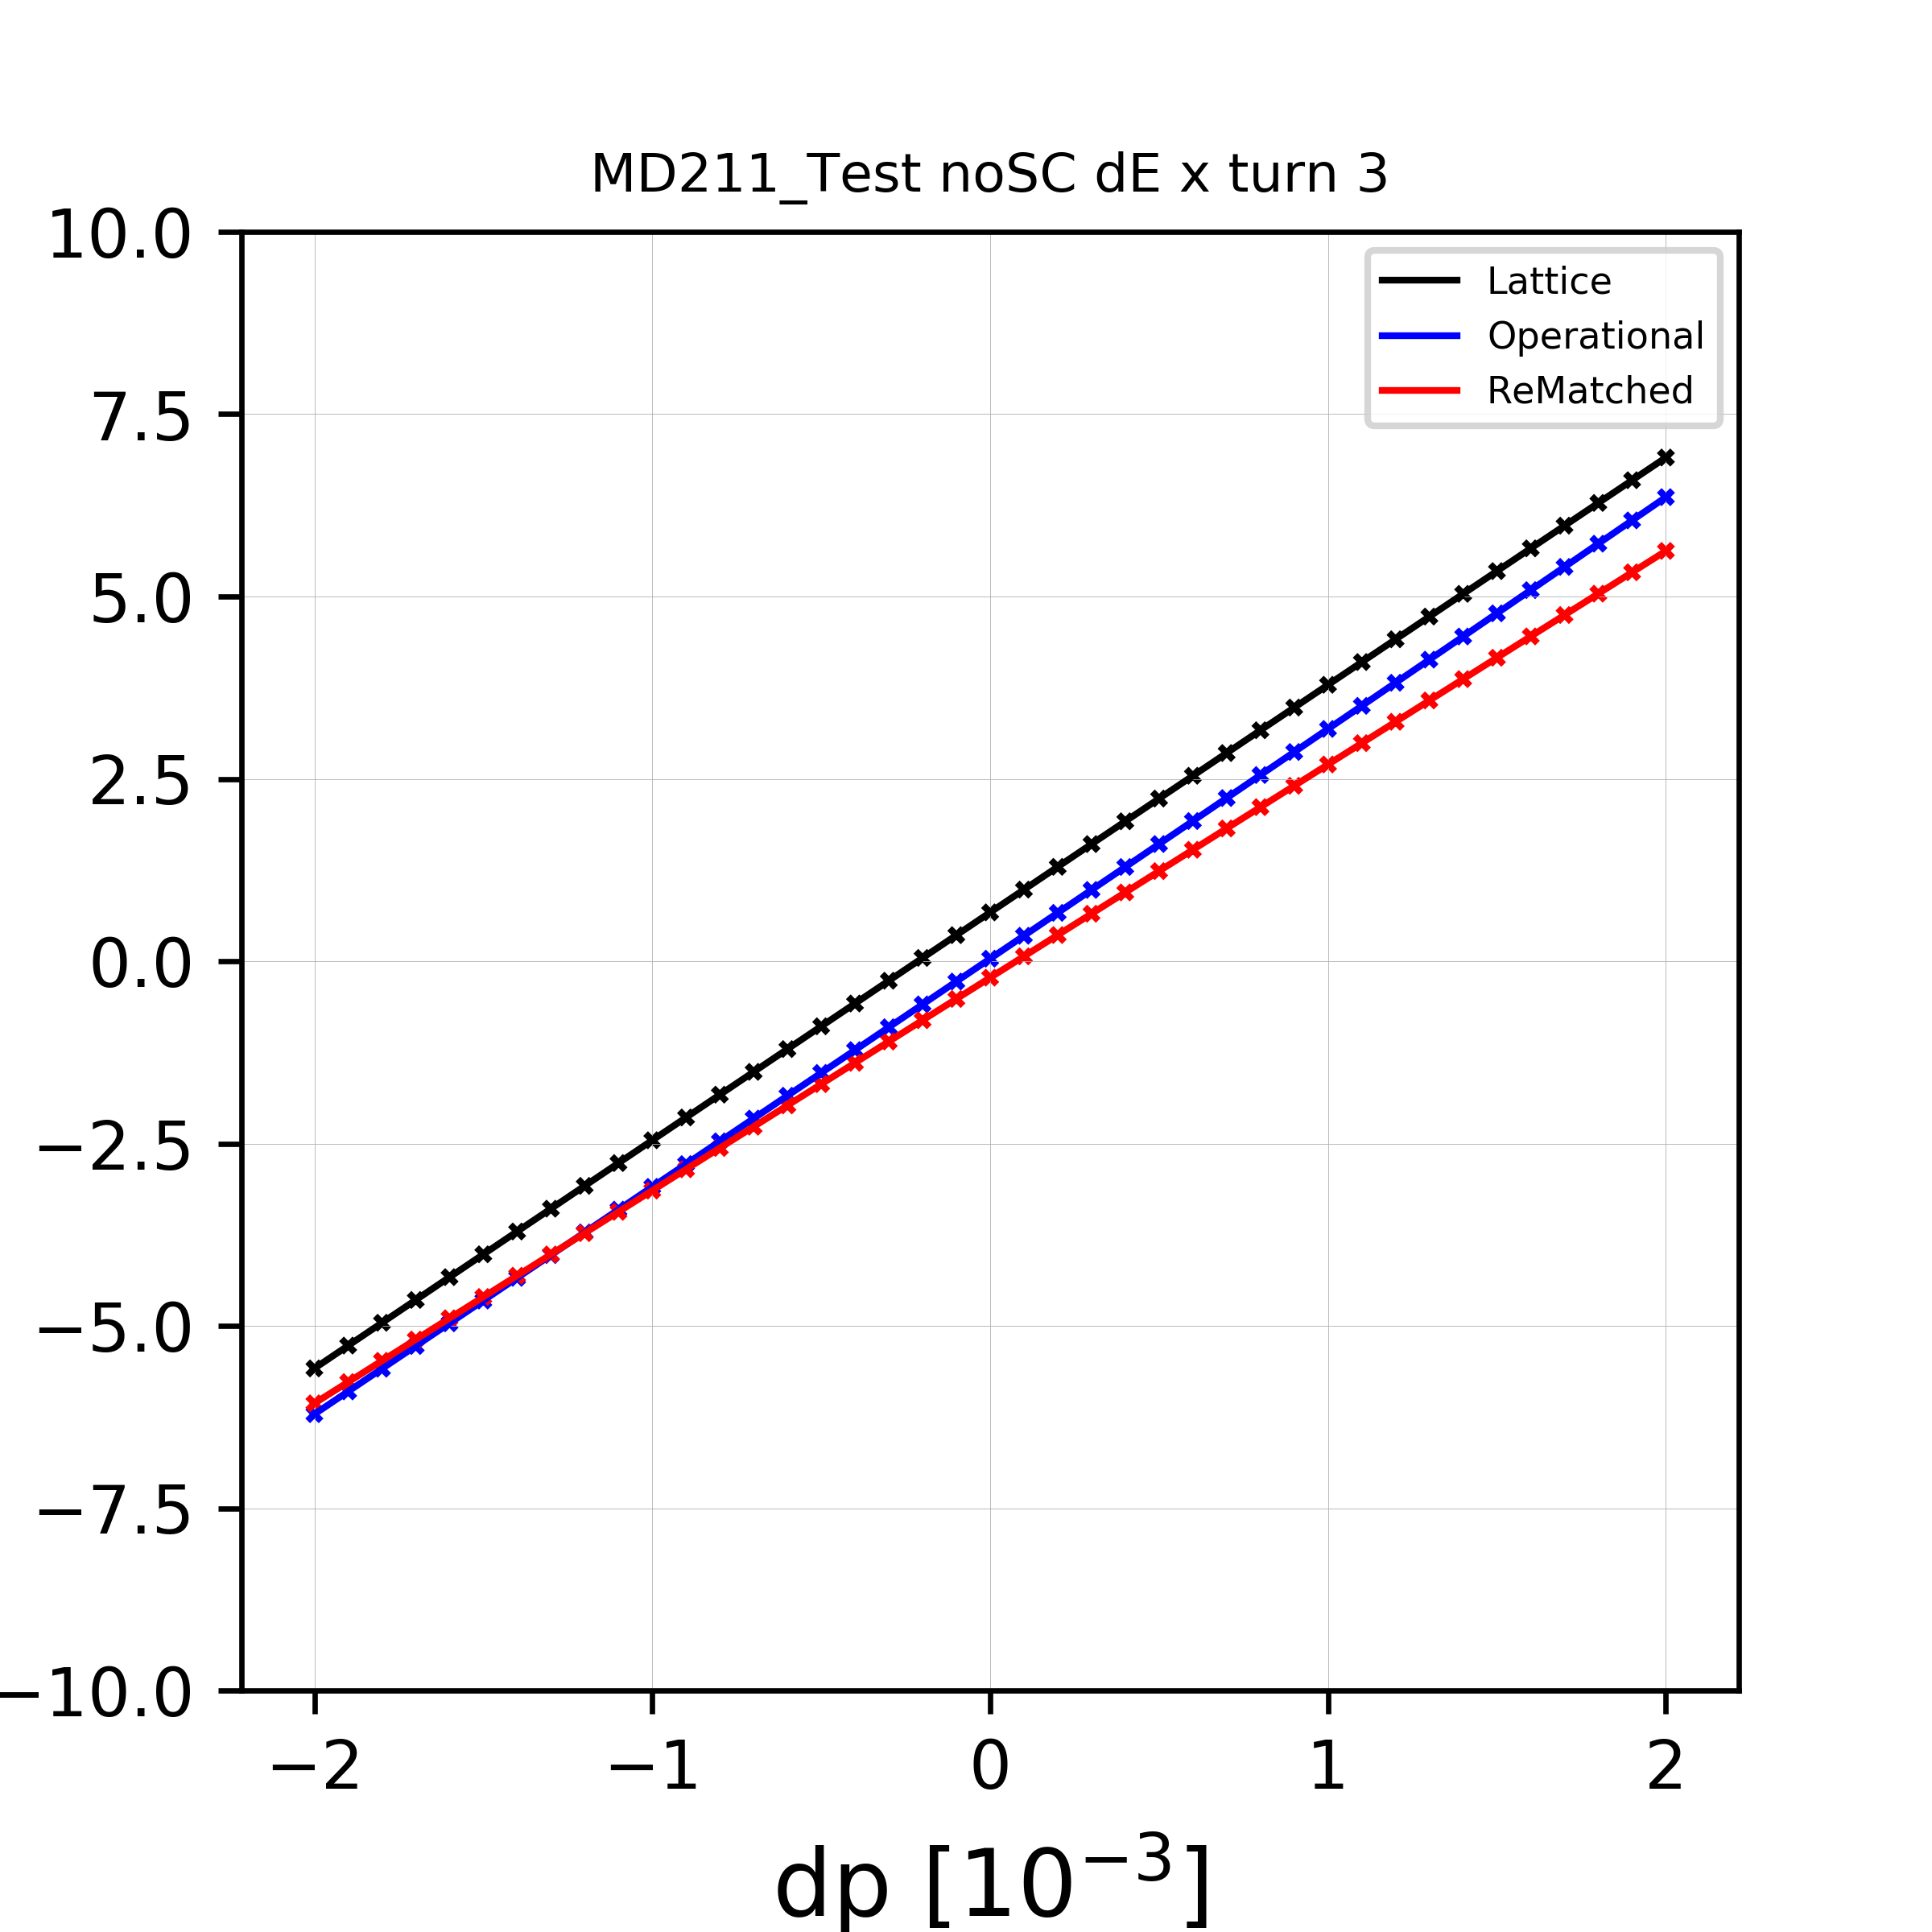 MD211_Test noSC dE x turn 3
10.0
7.5
5.0
2.5
0.0
−2.5
−5.0
−7.5
−10.0
Lattice
Operational
ReMatched
−2 −1 0 1 2
dp [10⁻³]